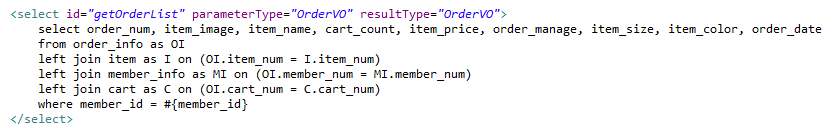 <select id="getOrderList" parameterType="OrderVO" resultType="OrderVO">
select order_num, item_image, item_name, cart_count, item_price, order_manage, item_size, item_color, order_date
from order_info as OI
left join item as I on (OI.item_num = I.item_num)
left join member_info as MI on (OI.member_num = MI.member_num)
left join cart as C on (OI.cart_num = C.cart_num)
where member_id = #{member_id}
</select>